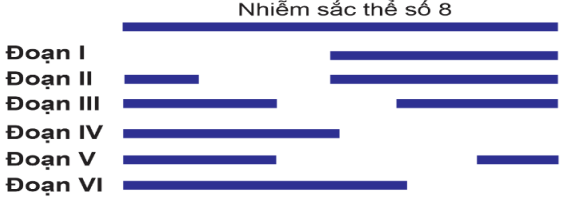 Nhiễm sắc thể số 8
Đoạn I
Đoạn II
Đoạn III
Đoạn IV
Đoạn V
Đoạn VI